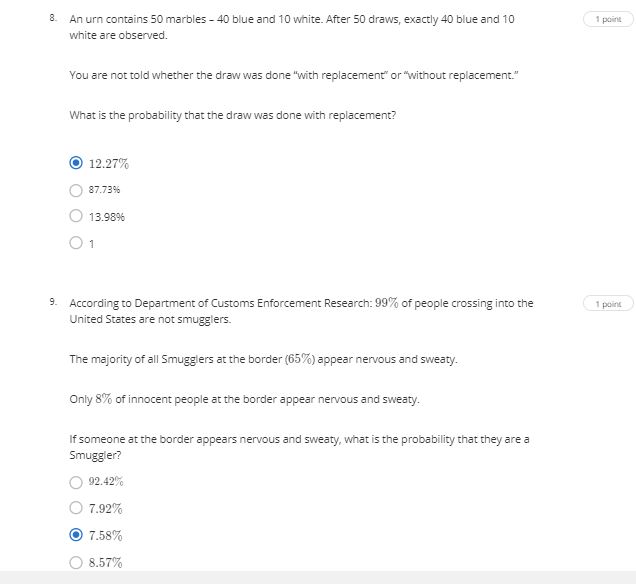 8. An urn contains 50 marbles – 40 blue and 10 white. After 50 draws, exactly 40 blue and 10
1 point
white are observed.
You are not told whether the draw was done "with replacement" or "without replacement."
What is the probability that the draw was done with replacement?
12.27%
87.73%
13.98%
1
9. According to Department of Customs Enforcement Research: 99% of people crossing into the
1 point
United States are not smugglers.
The majority of all Smugglers at the border (65%) appear nervous and sweaty.
Only 8% of innocent people at the border appear nervous and sweaty.
If someone at the border appears nervous and sweaty, what is the probability that they are a
Smuggler?
92.42%
7.92%
7.58%
8.57%